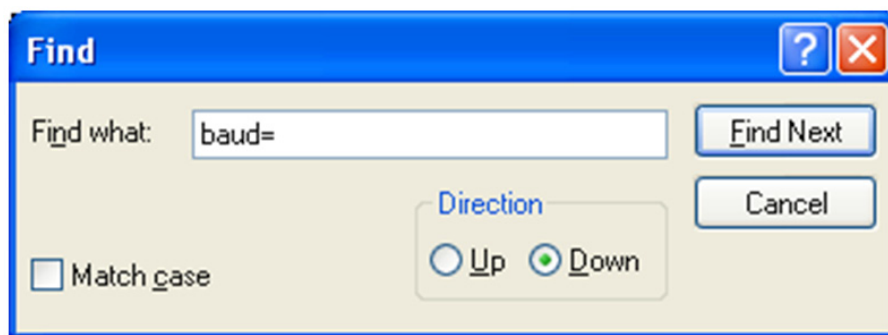 Find ?
Find what: baud= Find Next
Direction Cancel
Up Down
Match case